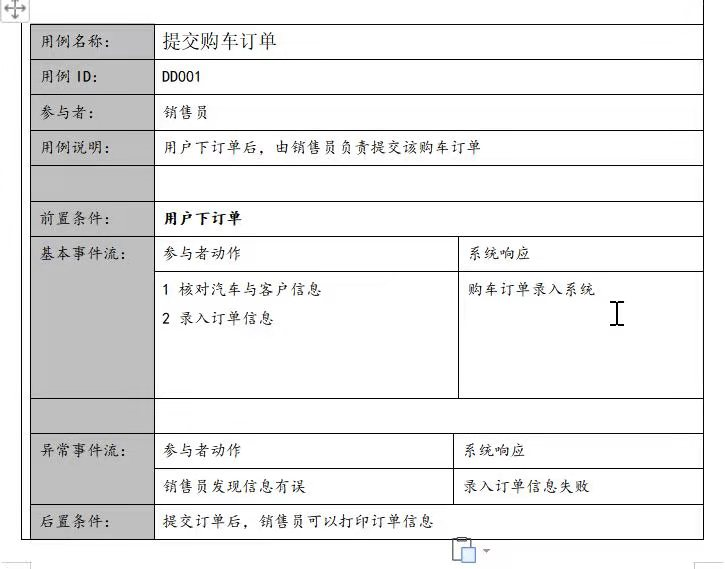 用例名称： 提交购车订单
用例 ID： DD001
参与者： 销售员
用例说明： 用户下订单后，由销售员负责提交该购车订单
前置条件： 用户下订单
基本事件流： 参与者动作 系统响应
1 核对汽车与客户信息 购车订单录入系统
2 录入订单信息
异常事件流： 参与者动作 系统响应
销售员发现信息有误 录入订单信息失败
后置条件： 提交订单后，销售员可以打印订单信息